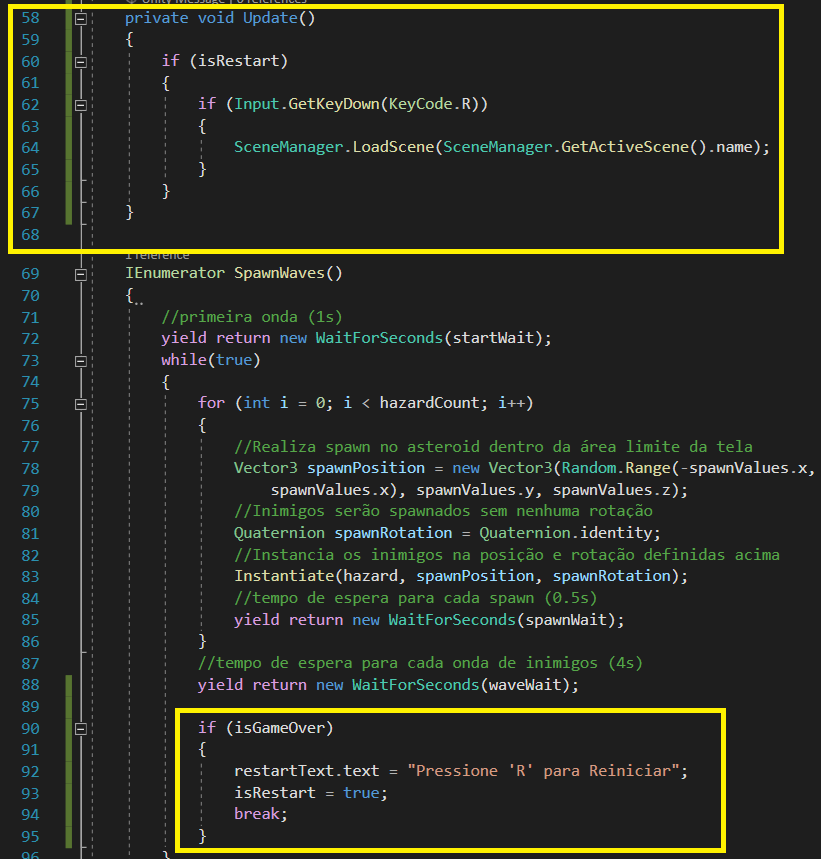 Unity Message | 0 references
58 private void Update()
59 {
60 if (isRestart)
61 {
62 if (Input.GetKeyDown(KeyCode.R))
63 {
64 SceneManager.LoadScene(SceneManager.GetActiveScene().name);
65 }
66 }
67 }
68
1 reference
69 IEnumerator SpawnWaves()
70 {
71 //primeira onda (1s)
72 yield return new WaitForSeconds(startWait);
73 while(true)
74 {
75 for (int i = 0; i < hazardCount; i++)
76 {
77 //Realiza spawn no asteroid dentro da área limite da tela
78 Vector3 spawnPosition = new Vector3(Random.Range(-spawnValues.x,
79 spawnValues.x), spawnValues.y, spawnValues.z);
80 //Inimigos serão spawnados sem nenhuma rotação
81 Quaternion spawnRotation = Quaternion.identity;
82 //Instancia os inimigos na posição e rotação definidas acima
83 Instantiate(hazard, spawnPosition, spawnRotation);
84 //tempo de espera para cada spawn (0.5s)
85 yield return new WaitForSeconds(spawnWait);
86 }
87 //tempo de espera para cada onda de inimigos (4s)
88 yield return new WaitForSeconds(waveWait);
89
90 if (isGameOver)
91 {
92 restartText.text = "Pressione 'R' para Reiniciar";
93 isRestart = true;
94 break;
95 }
96 }